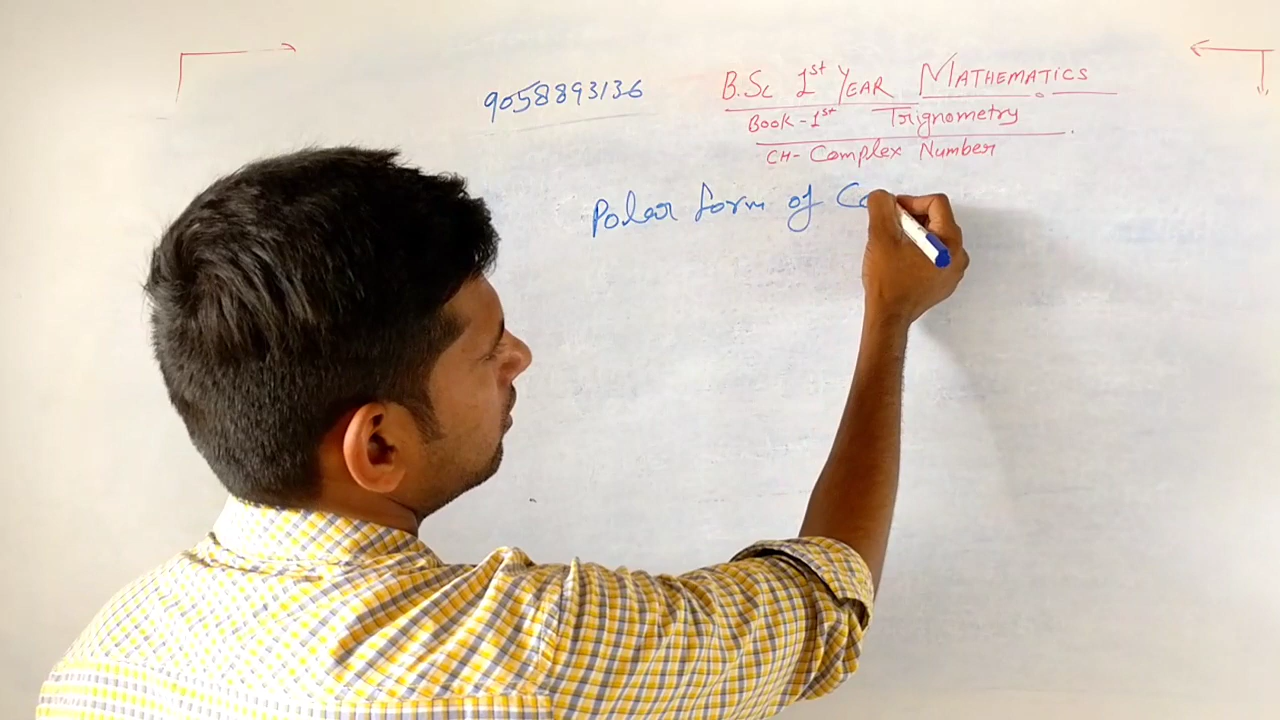 9058893136
B.Sc 1st YEAR MATHEMATICS
Book-1st Trignometry
CH- Complex Number
Polar form of Co